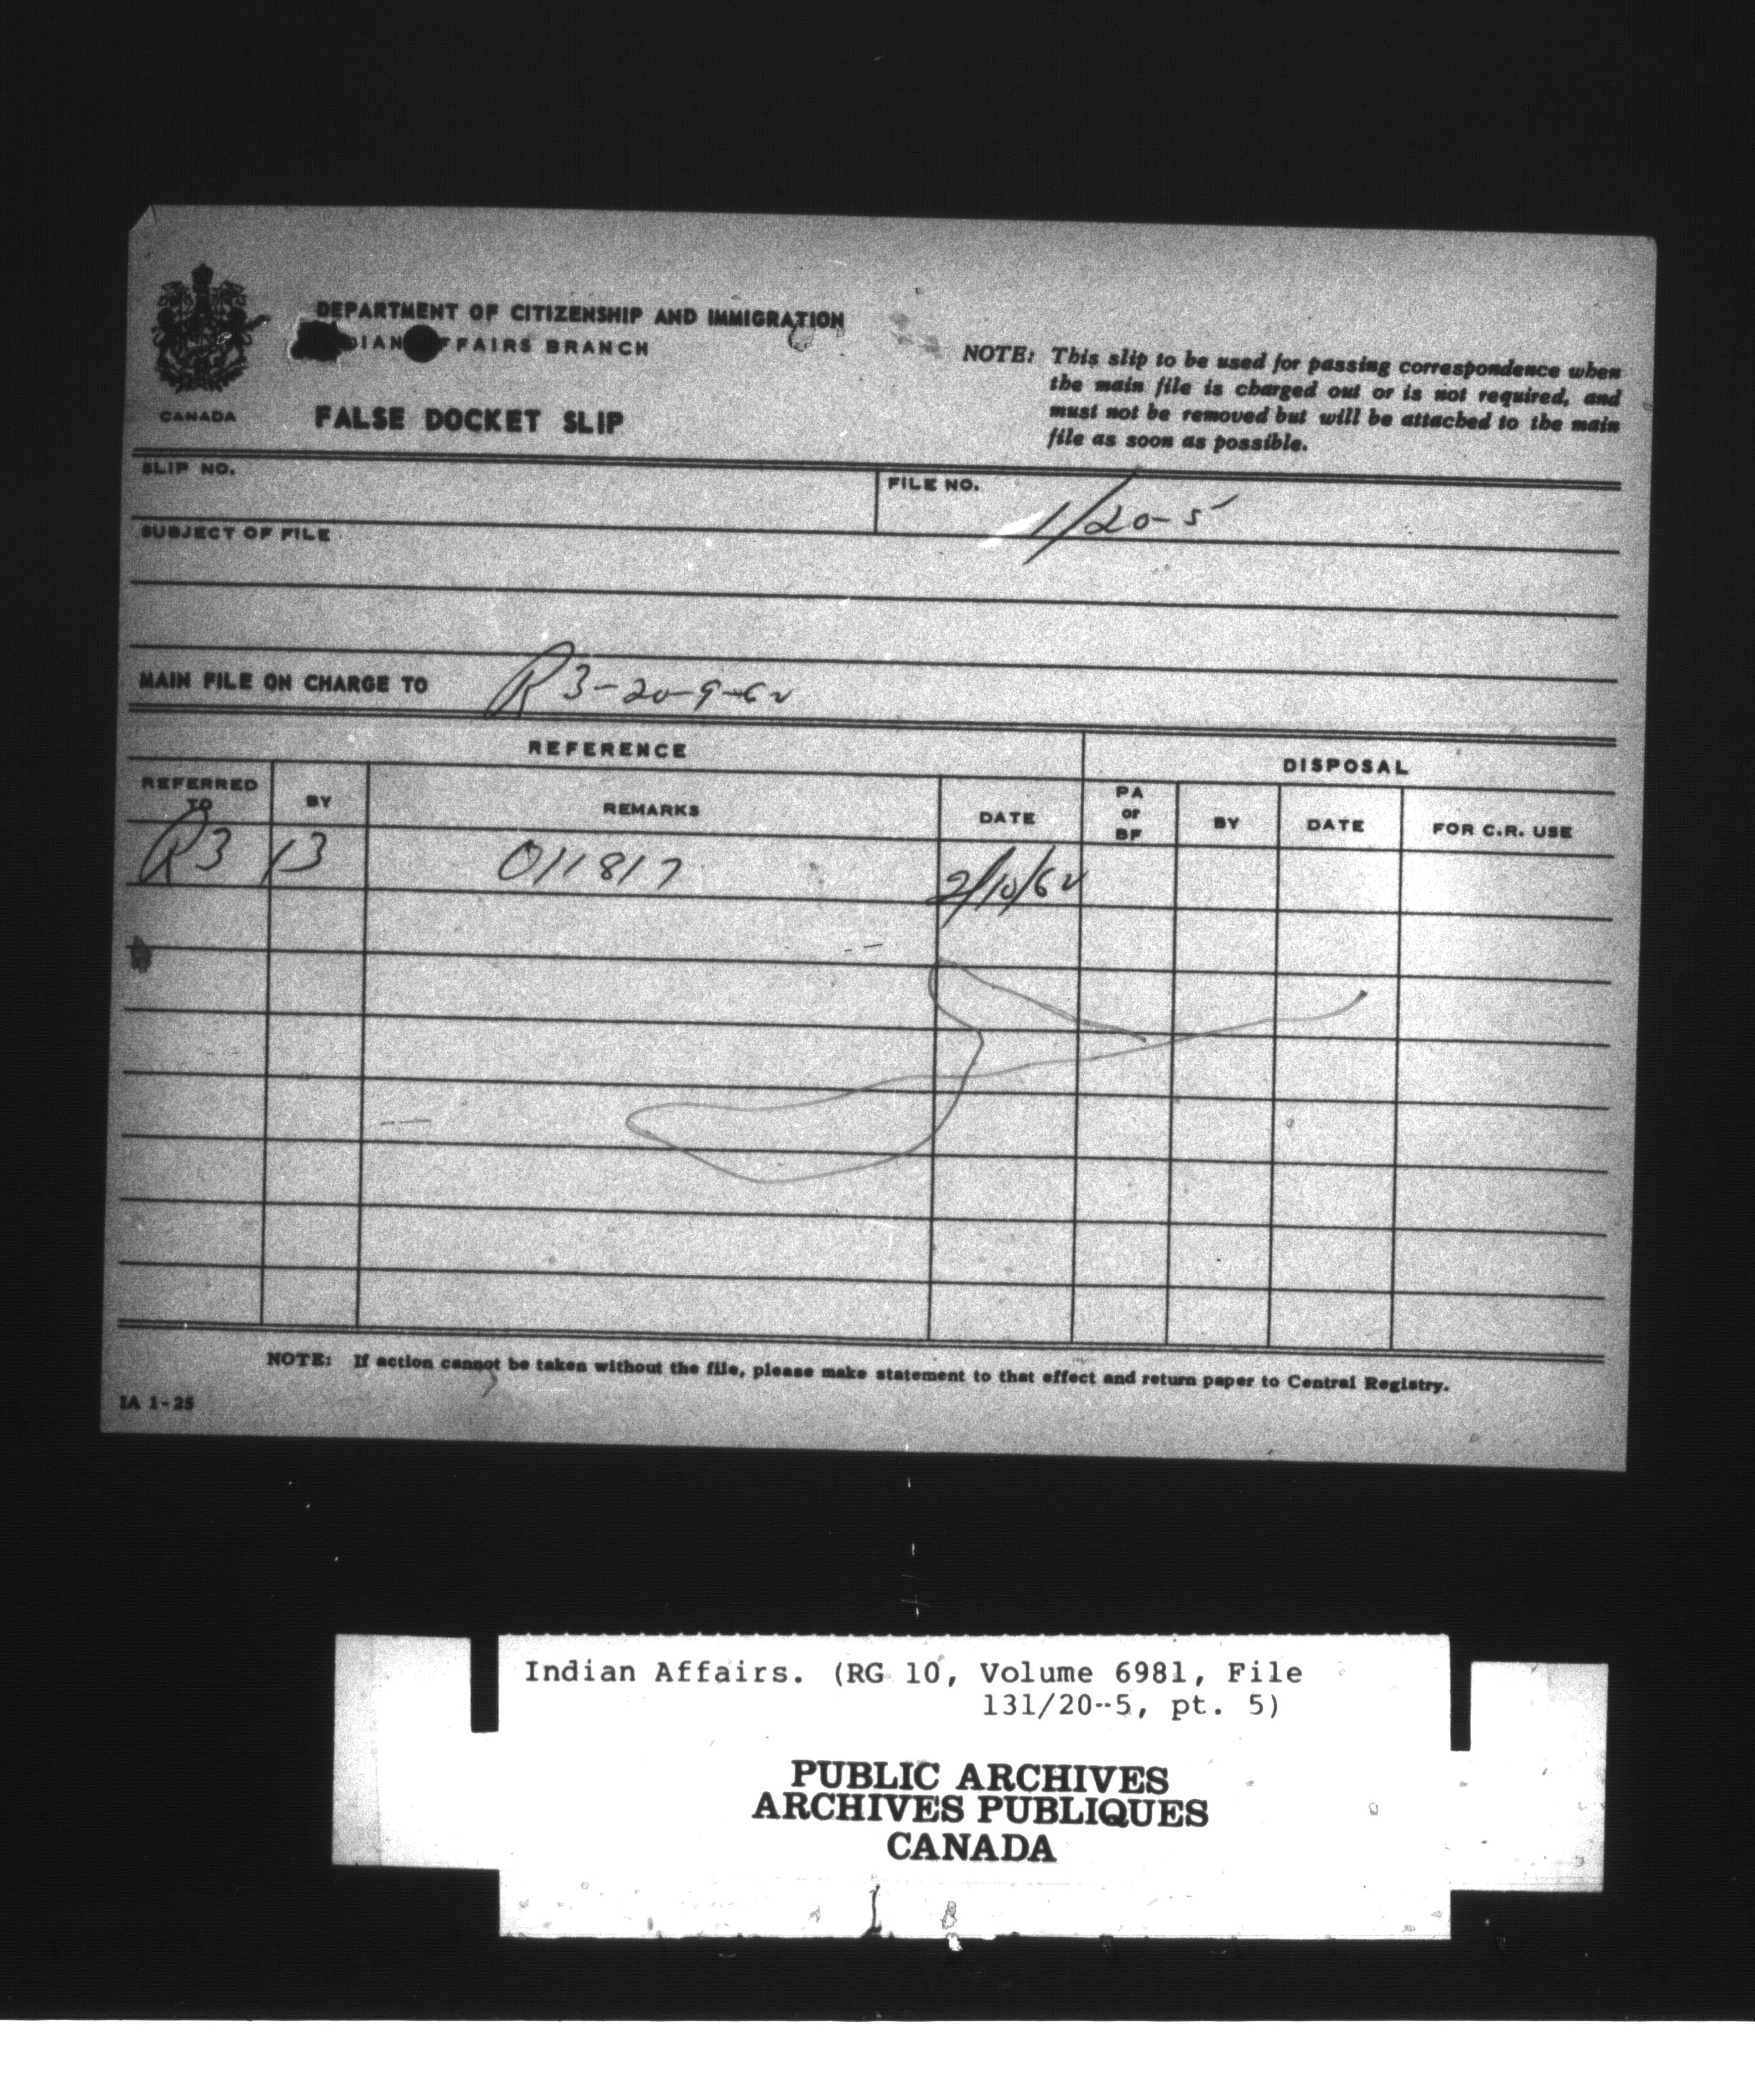 DEPARTMENT OF CITIZENSHIP AND IMMIGRATION
DIAN FFAIRS BRANCH
CANADA
FALSE DOCKET SLIP
NOTE: This slip to be used for passing correspondence when
the main file is charged out or is not required, and
must not be removed but will be attached to the main
file as soon as possible.
SLIP NO.
FILE NO. 1/20-5
SUBJECT OF FILE
MAIN FILE ON CHARGE TO R3-20-9-62
REFERENCE
DISPOSAL
REFERRED TO BY REMARKS DATE PA or BF BY DATE FOR C.R. USE
R3 13 011817 2/10/62
NOTE: If action cannot be taken without the file, please make statement to that effect and return paper to Central Registry.
IA 1-25
Indian Affairs. (RG 10, Volume 6981, File
131/20-5, pt. 5)
PUBLIC ARCHIVES
ARCHIVES PUBLIQUES
CANADA